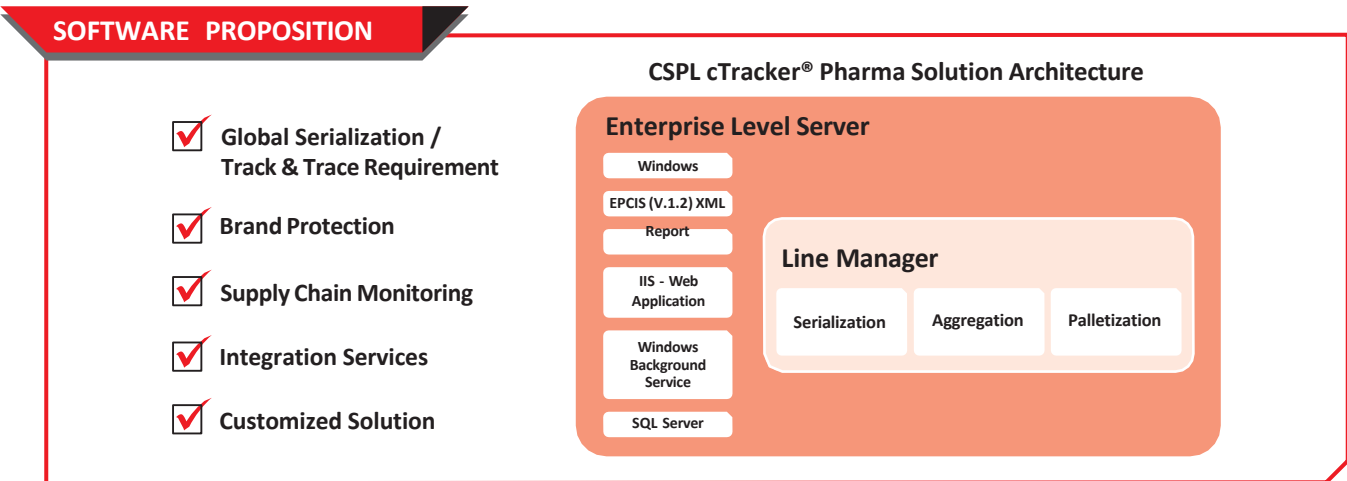 SOFTWARE PROPOSITION
Global Serialization /
Track & Trace Requirement
Brand Protection
Supply Chain Monitoring
Integration Services
Customized Solution
CSPL cTracker® Pharma Solution Architecture
Enterprise Level Server
Windows
EPCIS (V.1.2) XML
Report
IIS - Web
Application
Windows
Background
Service
SQL Server
Line Manager
Serialization
Aggregation
Palletization